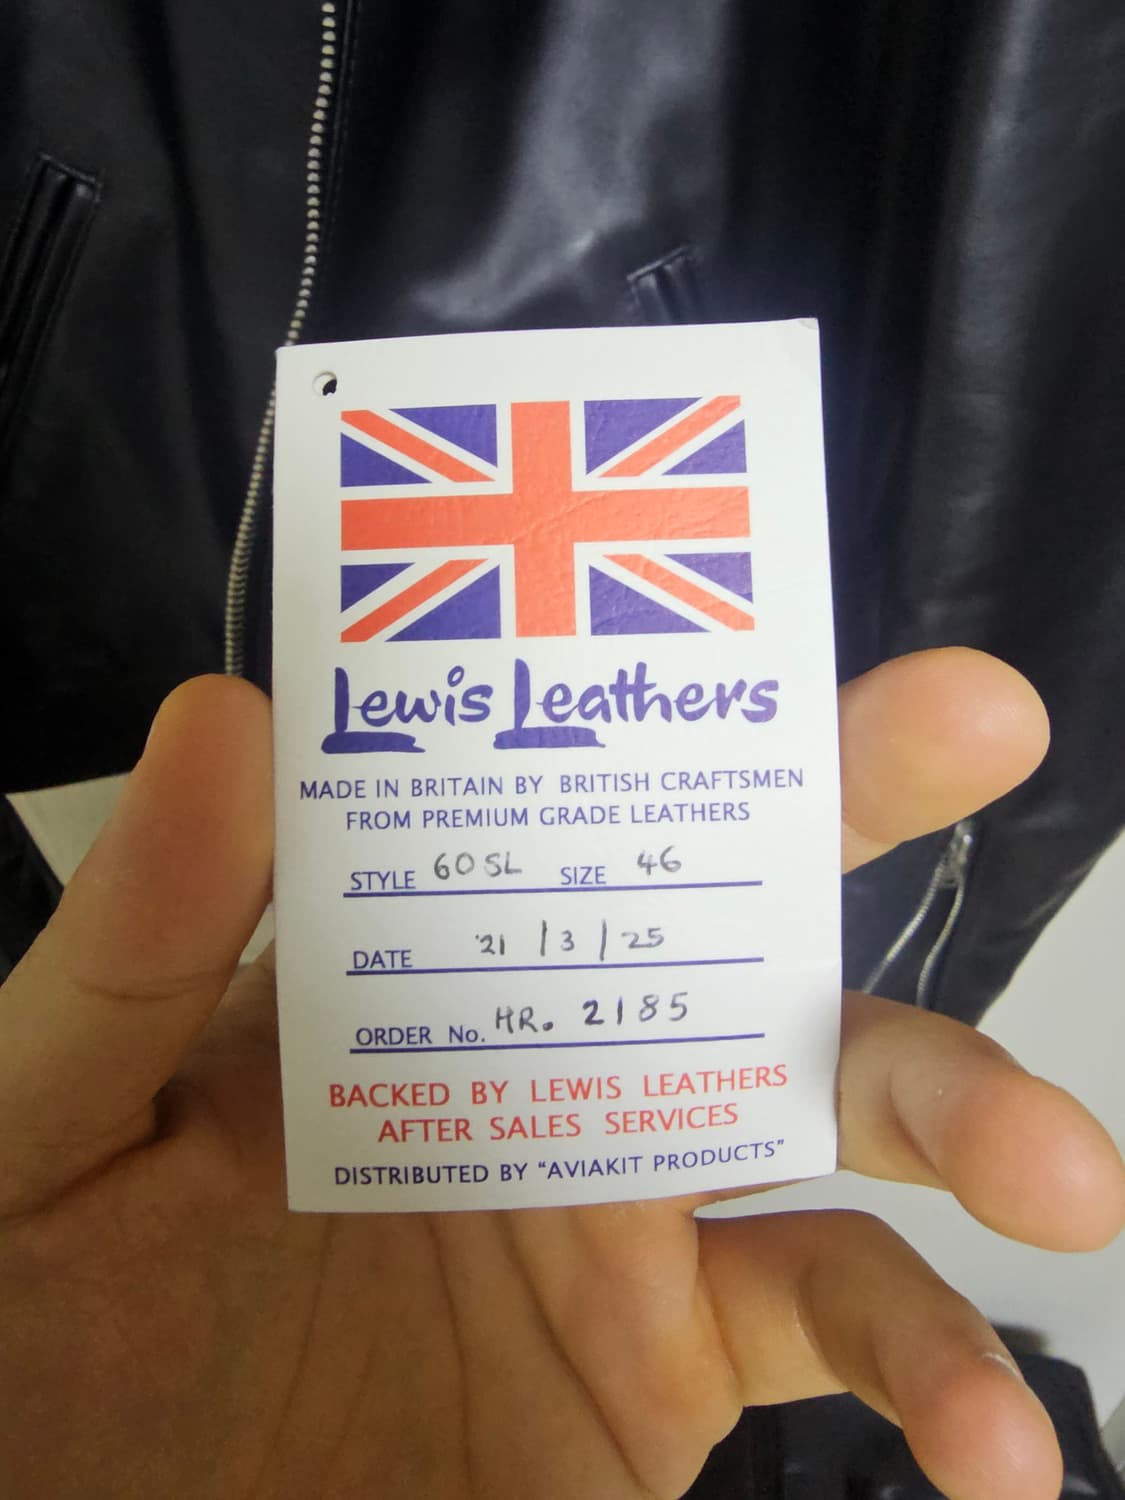 Lewis Leathers
MADE IN BRITAIN BY BRITISH CRAFTSMEN
FROM PREMIUM GRADE LEATHERS
STYLE 60SL SIZE 46
DATE 21/3/25
ORDER No. HR. 2185
BACKED BY LEWIS LEATHERS
AFTER SALES SERVICES
DISTRIBUTED BY “AVIAKIT PRODUCTS”